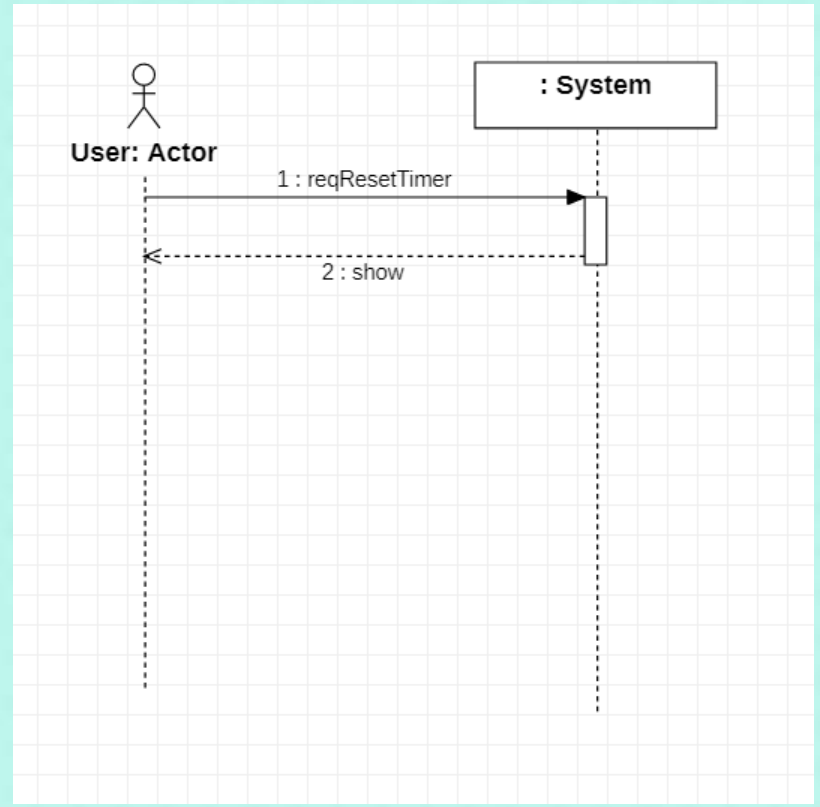 : System
User: Actor
1 : reqResetTimer
2 : show